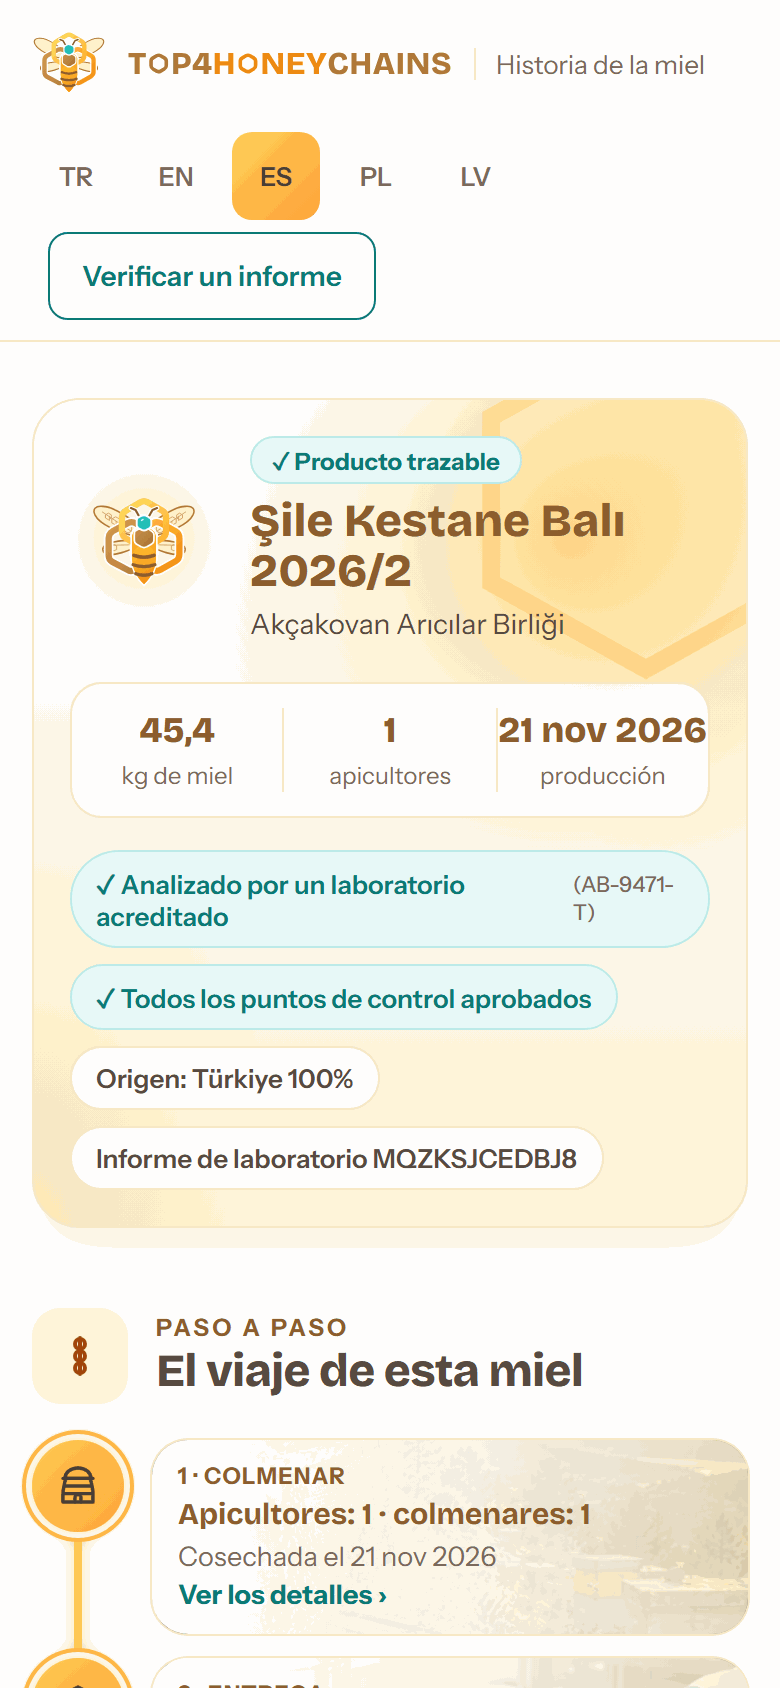 TOP4HONEYCHAINS
Historia de la miel
TR EN ES PL LV
Verificar un informe
✓ Producto trazable
Şile Kestane Balı
2026/2
Akçakovan Arıcılar Birliği
45,4 1 21 nov 2026
kg de miel apicultores producción
✓ Analizado por un laboratorio
acreditado
(AB-9471-
T)
✓ Todos los puntos de control aprobados
Origen: Türkiye 100%
Informe de laboratorio MQZKSJCEDBJ8
PASO A PASO
El viaje de esta miel
1 · COLMENAR
Apicultores: 1 · colmenares: 1
Cosechada el 21 nov 2026
Ver los detalles ›